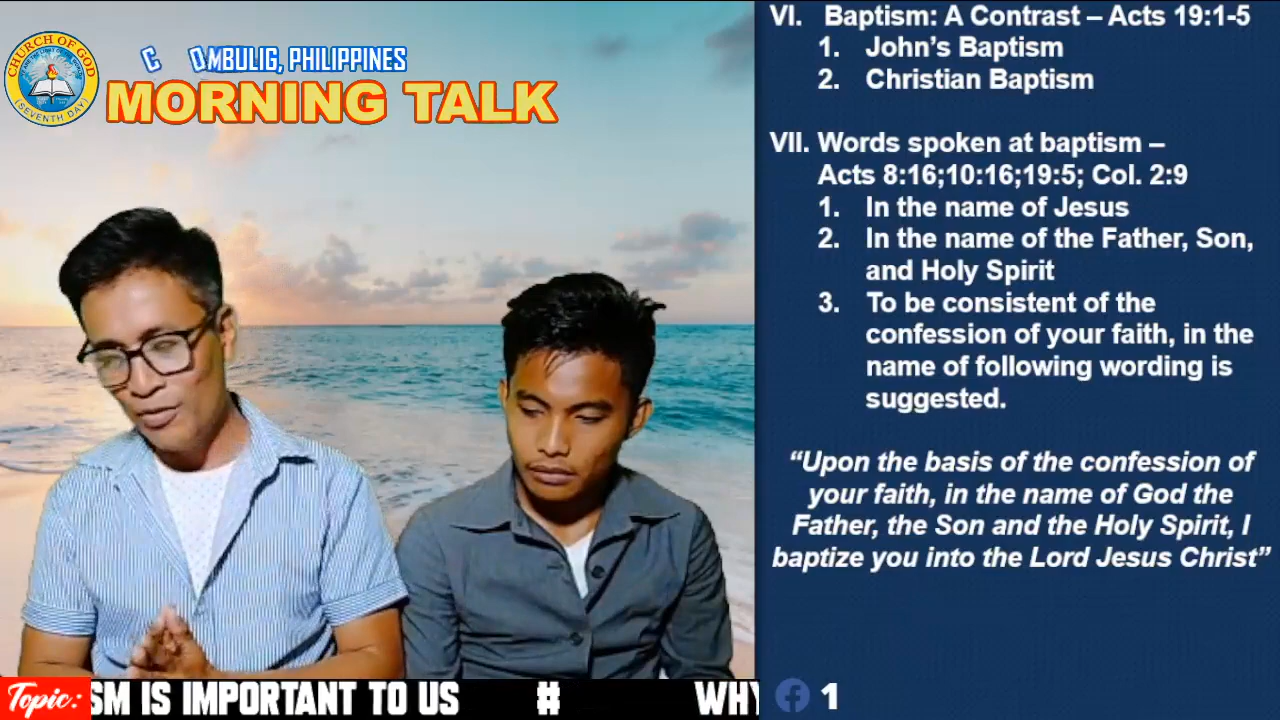 CHURCH OF GOD
(SEVENTH DAY)
C OMBULIG, PHILIPPINES
MORNING TALK
VI. Baptism: A Contrast – Acts 19:1-5
1. John's Baptism
2. Christian Baptism
VII. Words spoken at baptism –
Acts 8:16;10:16;19:5; Col. 2:9
1. In the name of Jesus
2. In the name of the Father, Son,
and Holy Spirit
3. To be consistent of the
confession of your faith, in the
name of following wording is
suggested.
“Upon the basis of the confession of
your faith, in the name of God the
Father, the Son and the Holy Spirit, I
baptize you into the Lord Jesus Christ”
Topic: SM IS IMPORTANT TO US # WHY
1